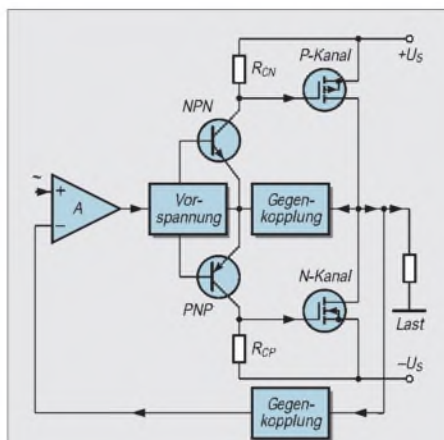 P-Kanal
+U_S
R_CN
NPN
~
+
A
–
Vor-
spannung
Gegen-
kopplung
PNP
N-Kanal
Last
R_CP
–U_S
Gegen-
kopplung